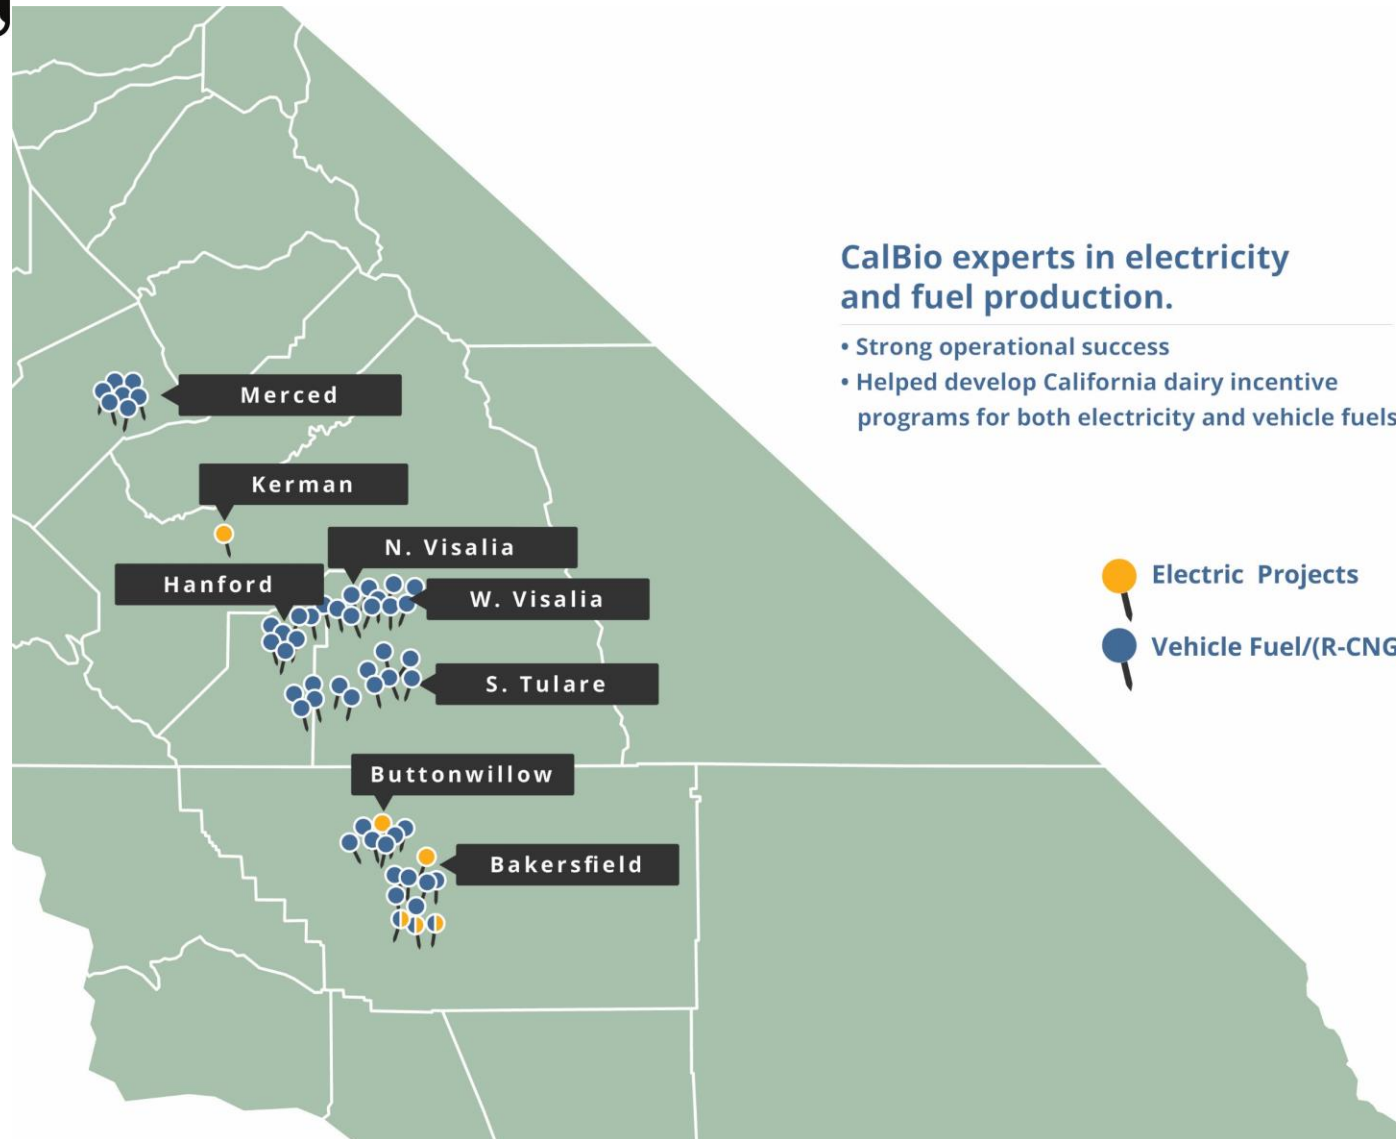 CalBio experts in electricity
and fuel production.
• Strong operational success
• Helped develop California dairy incentive
programs for both electricity and vehicle fuels
Merced
Kerman
N. Visalia
Hanford
W. Visalia
S. Tulare
Buttonwillow
Bakersfield
Electric Projects
Vehicle Fuel/(R-CNG